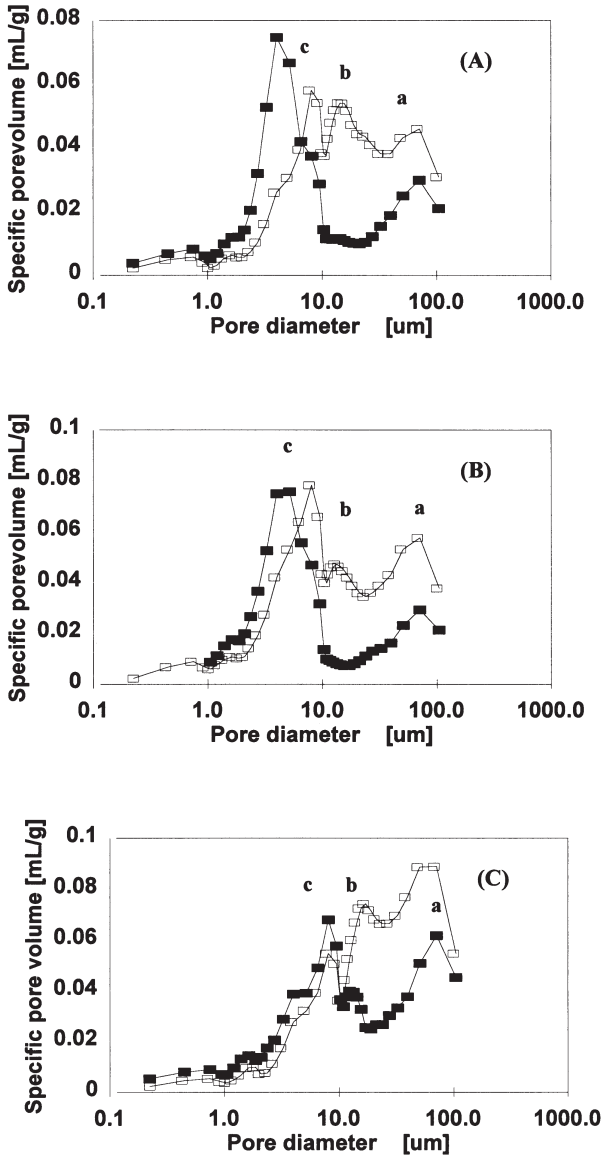 0.08
0.06
0.04
0.02
0
Specific porevolume [mL/g]
c
b
a
(A)
0.1 1.0 10.0 100.0 1000.0
Pore diameter [um]
0.1
0.08
0.06
0.04
0.02
0
Specific porevolume [mL/g]
c
b
a
(B)
0.1 1.0 10.0 100.0 1000.0
Pore diameter [um]
0.1
0.08
0.06
0.04
0.02
0
Specific pore volume [mL/g]
c
b
a
(C)
0.1 1.0 10.0 100.0 1000.0
Pore diameter [um]